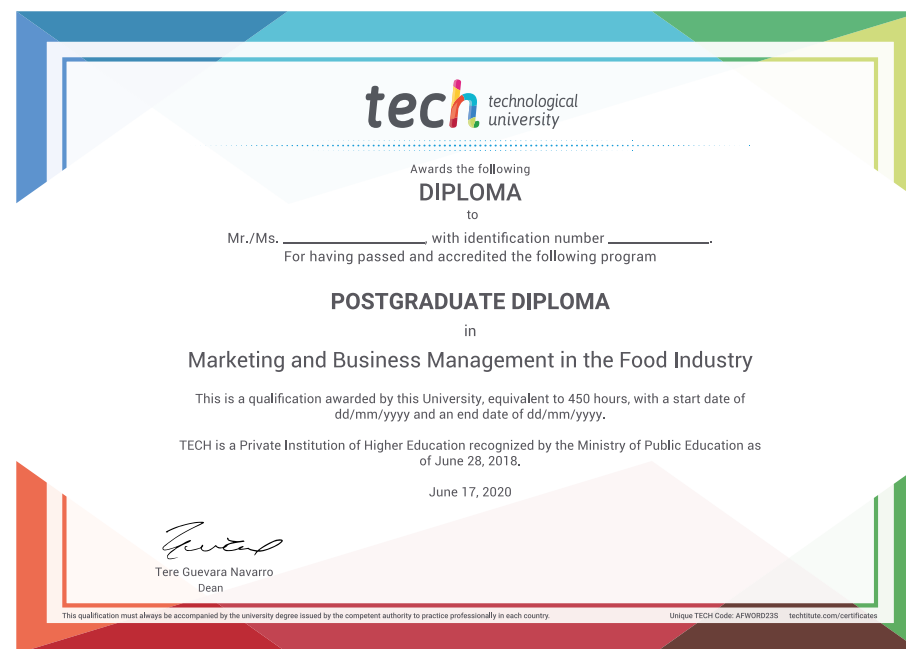 tech technological
university
Awards the following
DIPLOMA
to
Mr./Ms. ____________________, with identification number ______________.
For having passed and accredited the following program
POSTGRADUATE DIPLOMA
in
Marketing and Business Management in the Food Industry
This is a qualification awarded by this University, equivalent to 450 hours, with a start date of
dd/mm/yyyy and an end date of dd/mm/yyyy.
TECH is a Private Institution of Higher Education recognized by the Ministry of Public Education as
of June 28, 2018.
June 17, 2020
Tere Guevara Navarro
Dean
This qualification must always be accompanied by the university degree issued by the competent authority to practice professionally in each country. Unique TECH Code: AFWORD23S techtitute.com/certificates